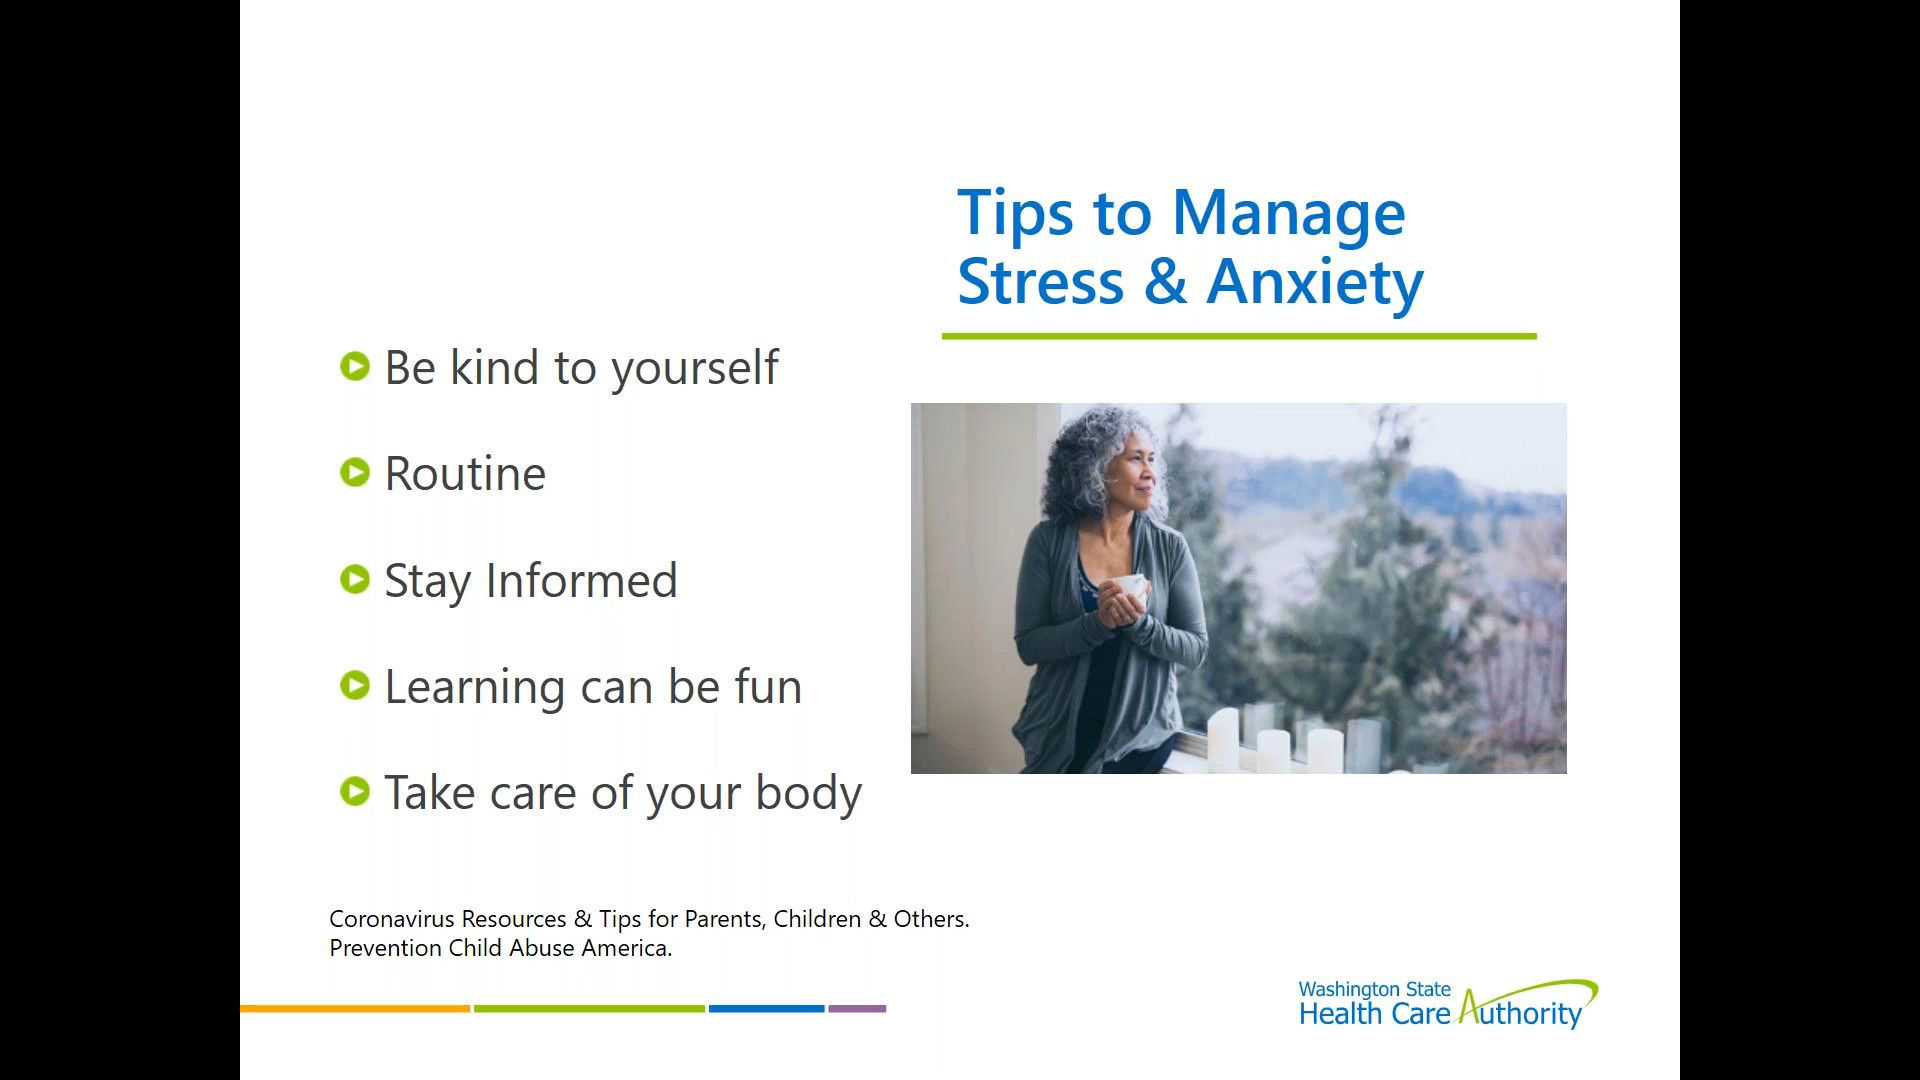 Tips to Manage
Stress & Anxiety
Be kind to yourself
Routine
Stay Informed
Learning can be fun
Take care of your body
Coronavirus Resources & Tips for Parents, Children & Others.
Prevention Child Abuse America.
Washington State
Health Care Authority